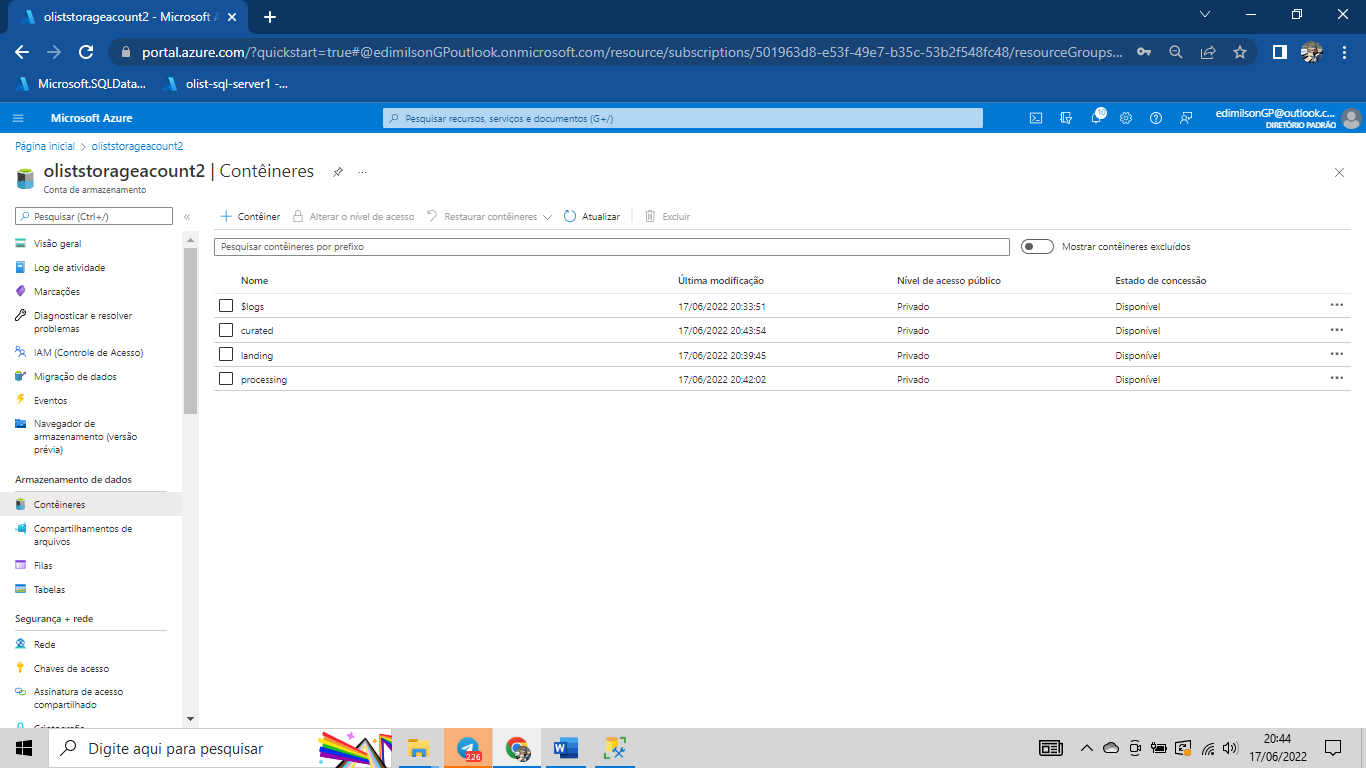 oliststorageacount2 - Microsoft A
portal.azure.com/?quickstart=true#@edimilsonGPoutlook.onmicrosoft.com/resource/subscriptions/501963d8-e53f-49e7-b35c-53b2f548fc48/resourceGroups...
Microsoft.SQLData...
olist-sql-server1 -...
Microsoft Azure
Pesquisar recursos, serviços e documentos (G+/)
10
edimilsonGP@outlook.c...
DIRETÓRIO PADRÃO
Página inicial > oliststorageacount2
oliststorageacount2 | Contêineres
...
Conta de armazenamento
Pesquisar (Ctrl+/)
«
Visão geral
Log de atividade
Marcações
Diagnosticar e resolver
problemas
IAM (Controle de Acesso)
Migração de dados
Eventos
Navegador de
armazenamento (versão
prévia)
Armazenamento de dados
Contêineres
Compartilhamentos de
arquivos
Filas
Tabelas
Segurança + rede
Rede
Chaves de acesso
Assinatura de acesso
compartilhado
Criptografia
Contêiner
Alterar o nível de acesso
Restaurar contêineres
Atualizar
Excluir
Pesquisar contêineres por prefixo
Mostrar contêineres excluídos
Nome Última modificação Nível de acesso público Estado de concessão
$logs 17/06/2022 20:33:51 Privado Disponível ...
curated 17/06/2022 20:43:54 Privado Disponível ...
landing 17/06/2022 20:39:45 Privado Disponível ...
processing 17/06/2022 20:42:02 Privado Disponível ...
Digite aqui para pesquisar
226
W
20:44
17/06/2022